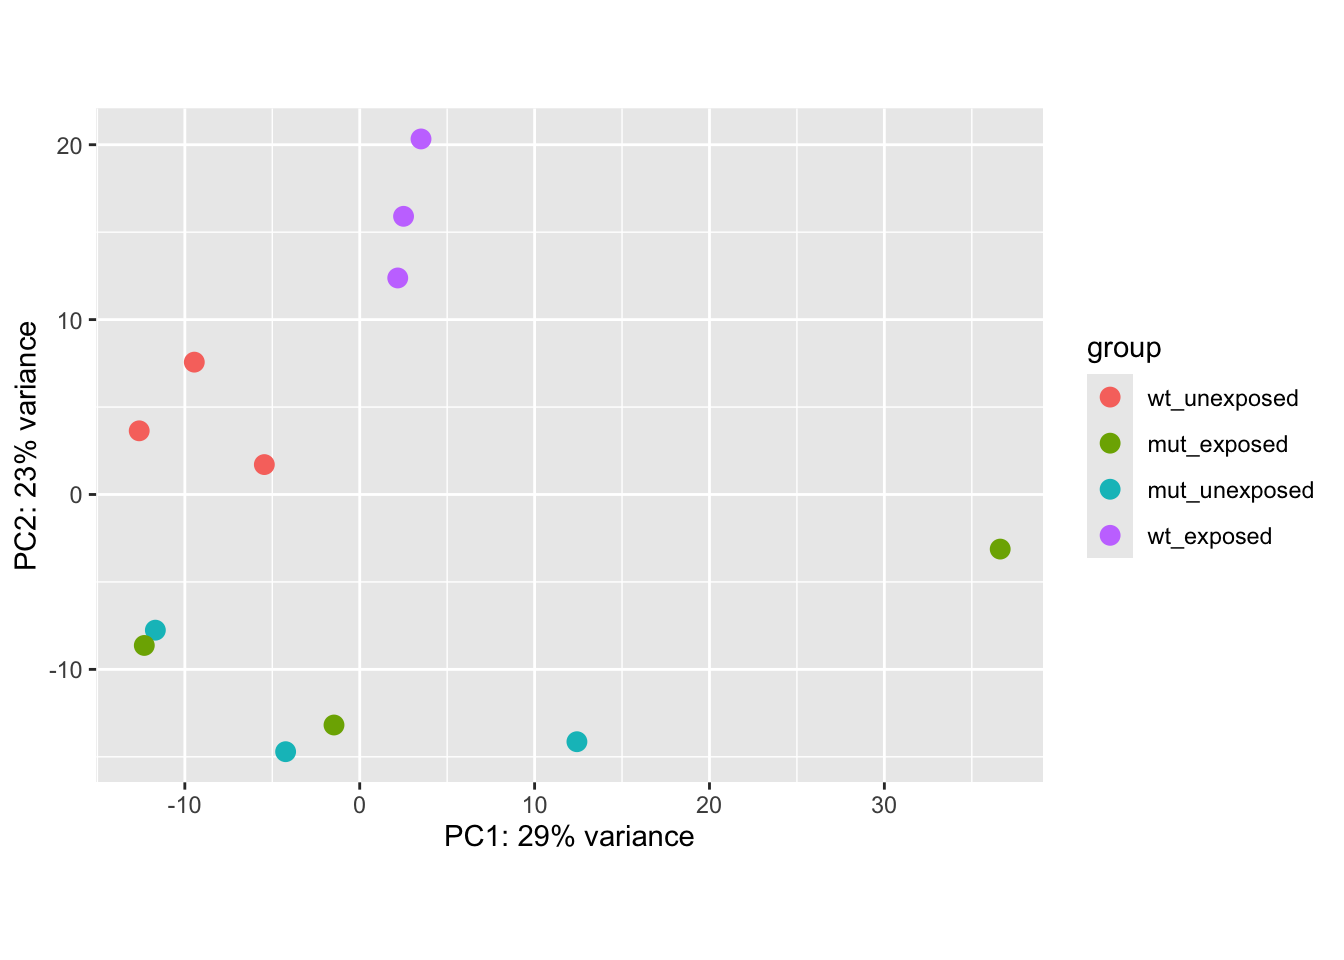 20
10
0
-10
PC2: 23% variance
-10 0 10 20 30
PC1: 29% variance
group
wt_unexposed
mut_exposed
mut_unexposed
wt_exposed